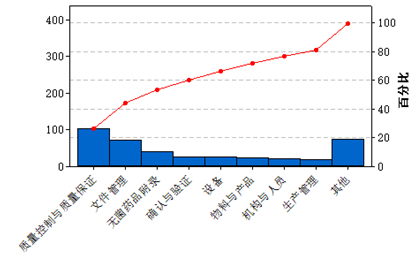 400
300
200
100
0
100
80
60
40
20
0
百分比
质量控制与质量保证
文件管理
无菌药品附录
确认与验证
设备
物料与产品
机构与人员
生产管理
其他